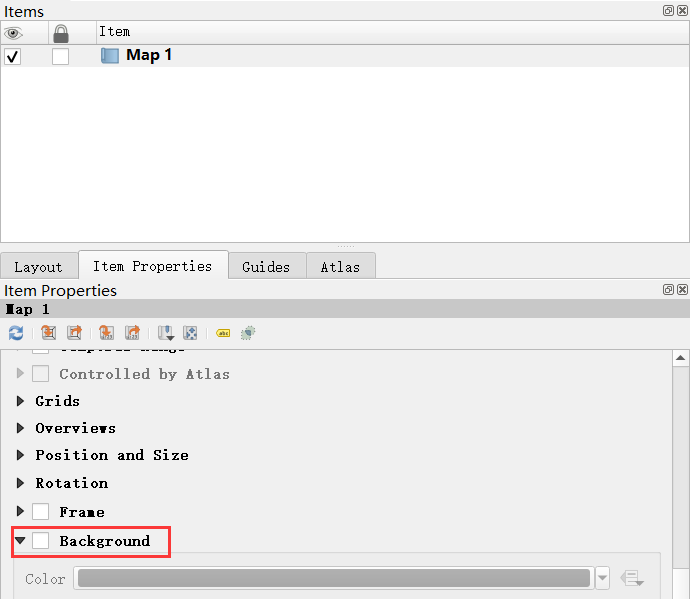 Items
Item
Map 1
Layout
Item Properties
Guides
Atlas
Item Properties
Map 1
abc
Controlled by Atlas
Grids
Overviews
Position and Size
Rotation
Frame
Background
Color